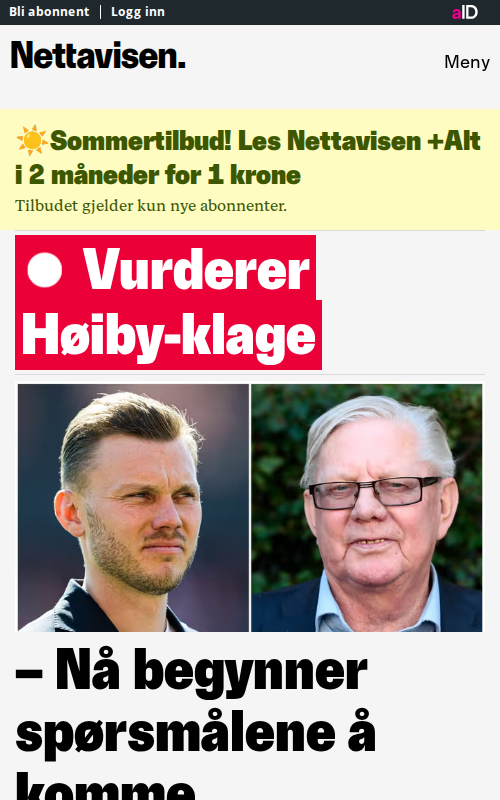 Bli abonnent | Logg inn
aID
Nettavisen.
Meny
☀️Sommertilbud! Les Nettavisen +Alt
i 2 måneder for 1 krone
Tilbudet gjelder kun nye abonnenter.
Vurderer
Høiby-klage
– Nå begynner
spørsmålene å
komme